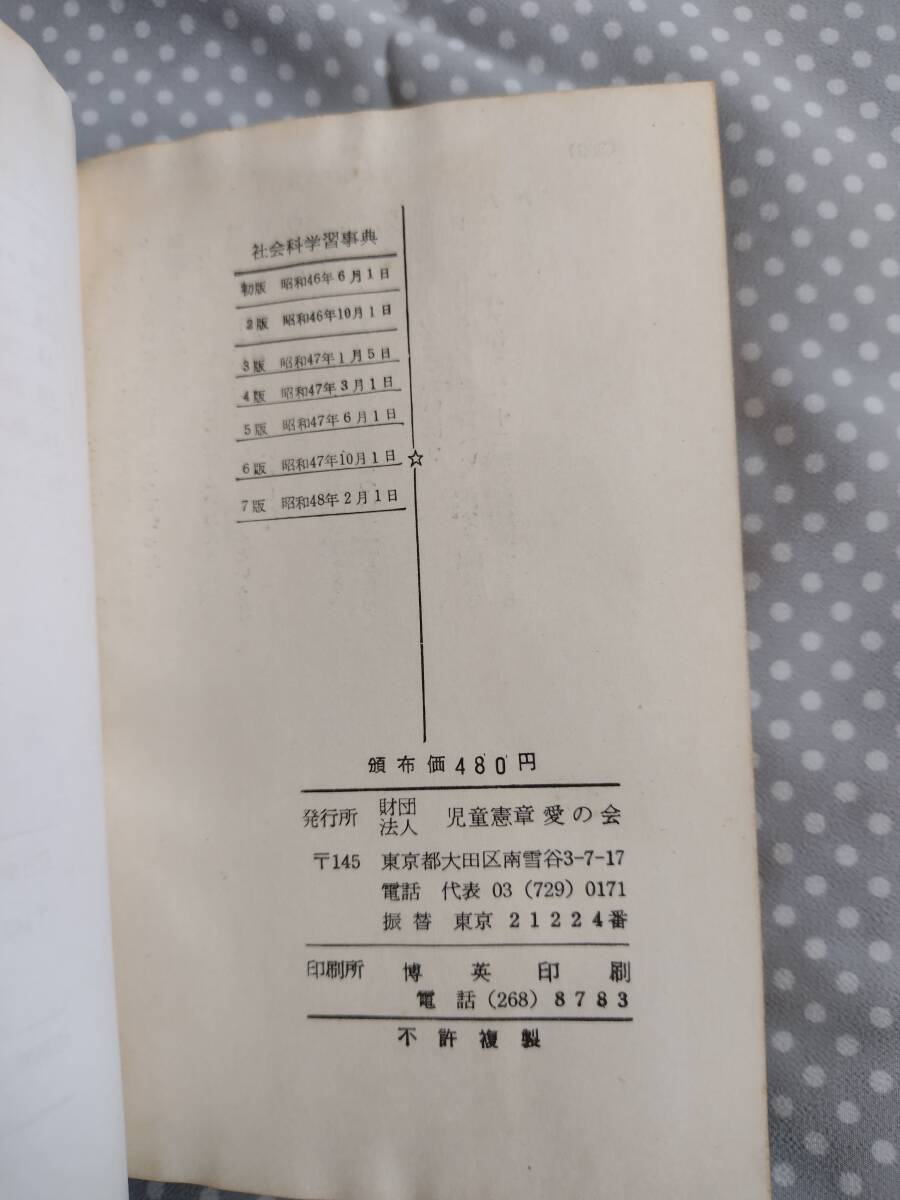 社会科学習事典
初版 昭和46年6月1日
2版 昭和46年10月1日
3版 昭和47年1月5日
4版 昭和47年3月1日
5版 昭和47年6月1日
6版 昭和47年10月1日
7版 昭和48年2月1日
☆
頒布価480円
発行所 財団法人 児童憲章愛の会
〒145 東京都大田区南雪谷3-7-17
電話 代表 03 (729) 0171
振替 東京 21224番
印刷所 博英印刷
電話 (268) 8783
不許複製